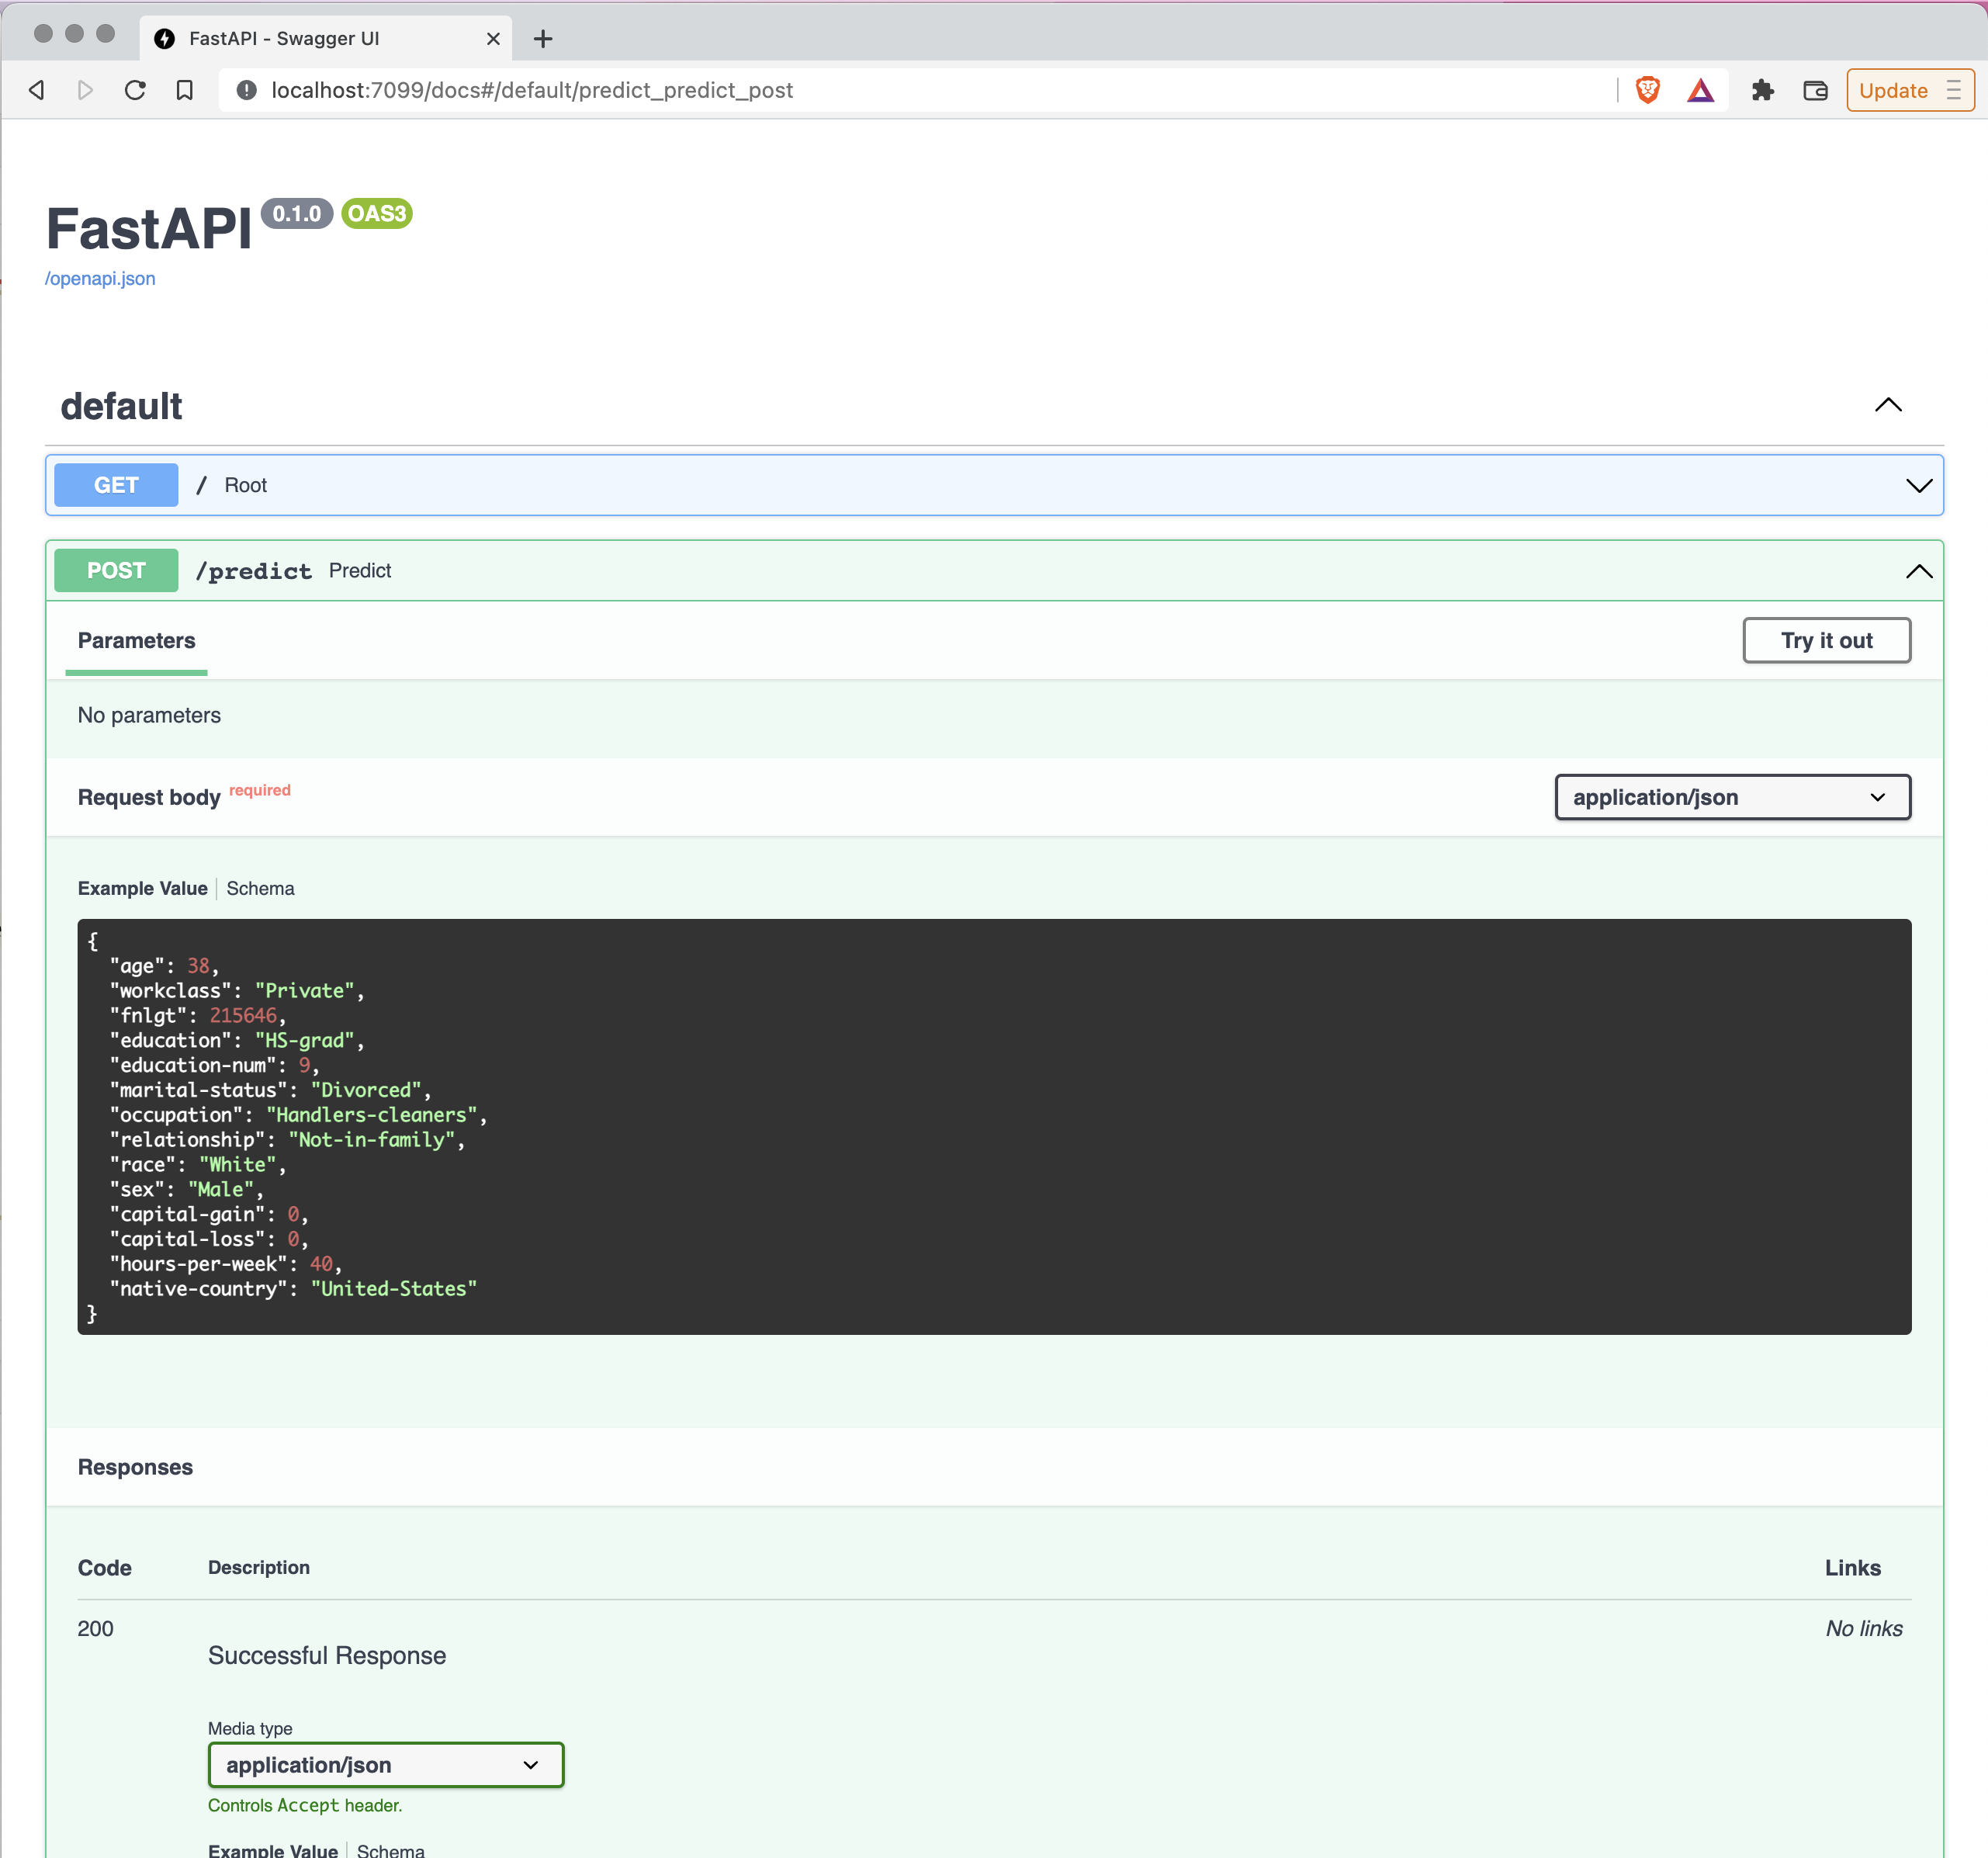 FastAPI - Swagger UI
localhost:7099/docs#/default/predict_predict_post
Update
FastAPI 0.1.0 OAS3
/openapi.json
default
GET / Root
POST /predict Predict
Parameters
Try it out
No parameters
Request body required
application/json
Example Value Schema
{
"age": 38,
"workclass": "Private",
"fnlgt": 215646,
"education": "HS-grad",
"education-num": 9,
"marital-status": "Divorced",
"occupation": "Handlers-cleaners",
"relationship": "Not-in-family",
"race": "White",
"sex": "Male",
"capital-gain": 0,
"capital-loss": 0,
"hours-per-week": 40,
"native-country": "United-States"
}
Responses
Code Description Links
200 No links
Successful Response
Media type
application/json
Controls Accept header.
Example Value Schema